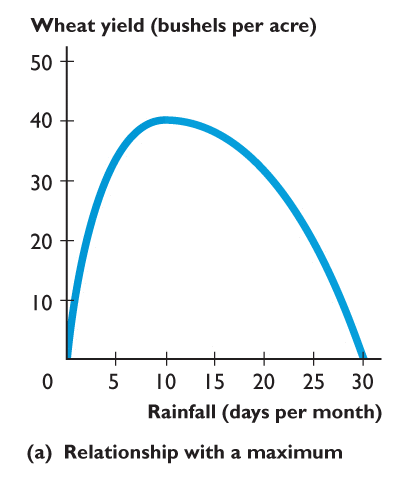 Wheat yield (bushels per acre)
50
40
30
20
10
0 5 10 15 20 25 30
Rainfall (days per month)
(a) Relationship with a maximum